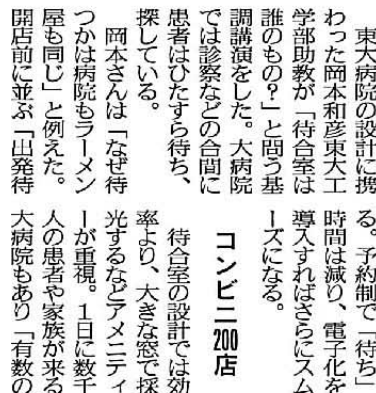 東大病院の設計に携
わった岡本和彦東大工
学部助教が「待合室は
誰のもの?」と問う基
調講演をした。大病院
では診察などの合間に
患者はひたすら待ち、
探している。
岡本さんは「なぜ待
つかは病院もラーメン
屋も同じ」と例えた。
開店前に並ぶ「出発待
る。予約制で「待ち」
時間は減り、電子化を
導入すればさらにスム
ーズになる。
コンビニ200店
待合室の設計では効
率より、大きな窓で採
光するなどアメニティ
ーが重視。1日に数千
人の患者や家族が来る
大病院もあり「有数の